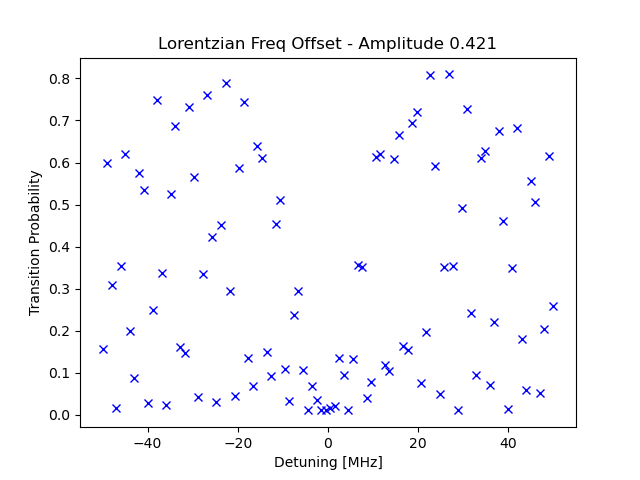 Lorentzian Freq Offset - Amplitude 0.421
0.8
0.7
0.6
0.5
0.4
0.3
0.2
0.1
0.0
Transition Probability
−40 −20 0 20 40
Detuning [MHz]